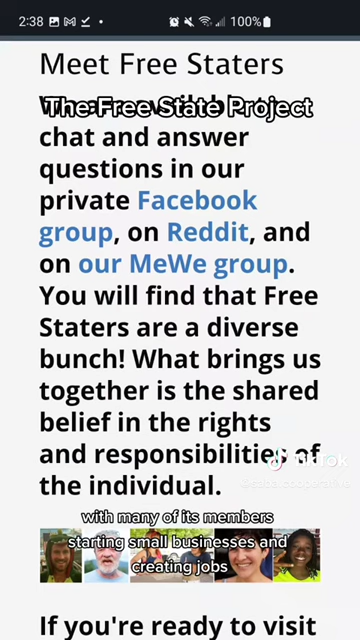 2:38
100%
Meet Free Staters
The Free State Project
chat and answer
questions in our
private Facebook
group, on Reddit, and
on our MeWe group.
You will find that Free
Staters are a diverse
bunch! What brings us
together is the shared
belief in the rights
and responsibilities of
the individual.
TikTok
@saba.cooperative
with many of its members
starting small businesses and
creating jobs
If you're ready to visit